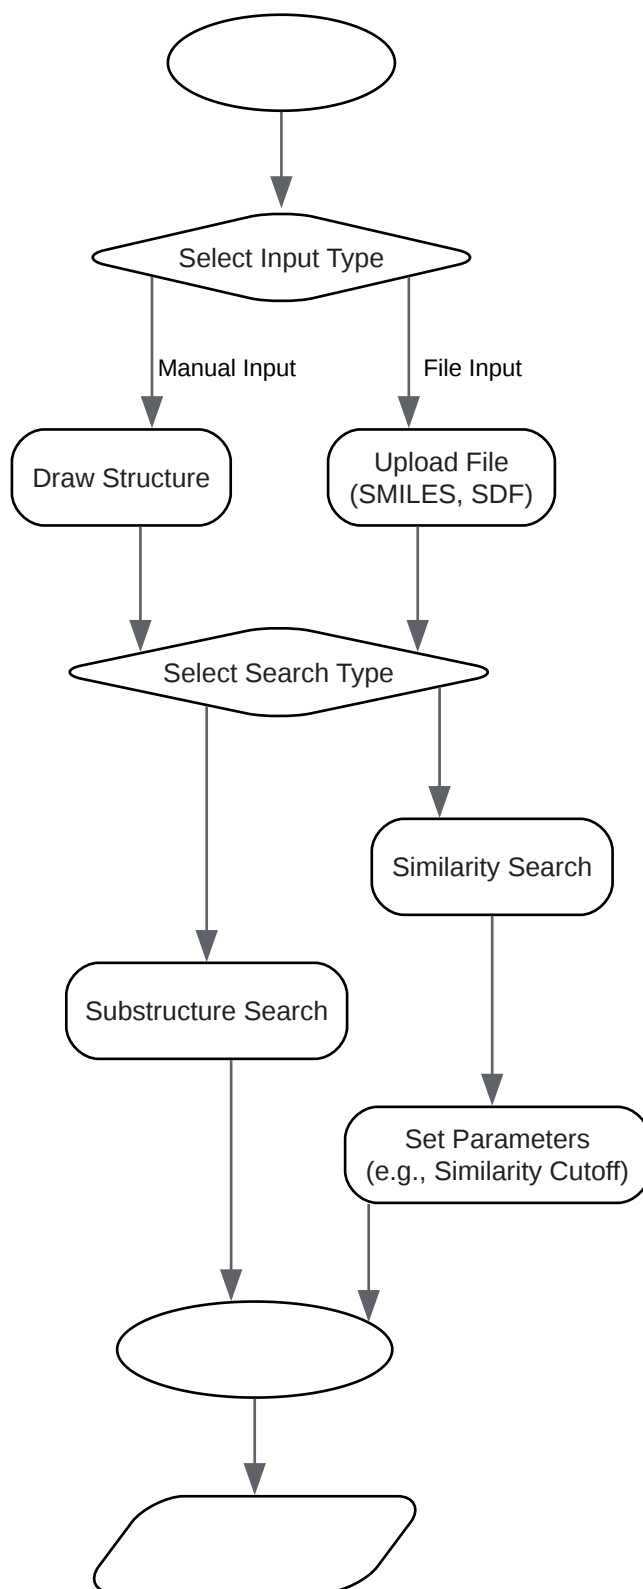 Select Input Type
Manual Input
File Input
Draw Structure
Upload File
(SMILES, SDF)
Select Search Type
Similarity Search
Substructure Search
Set Parameters
(e.g., Similarity Cutoff)